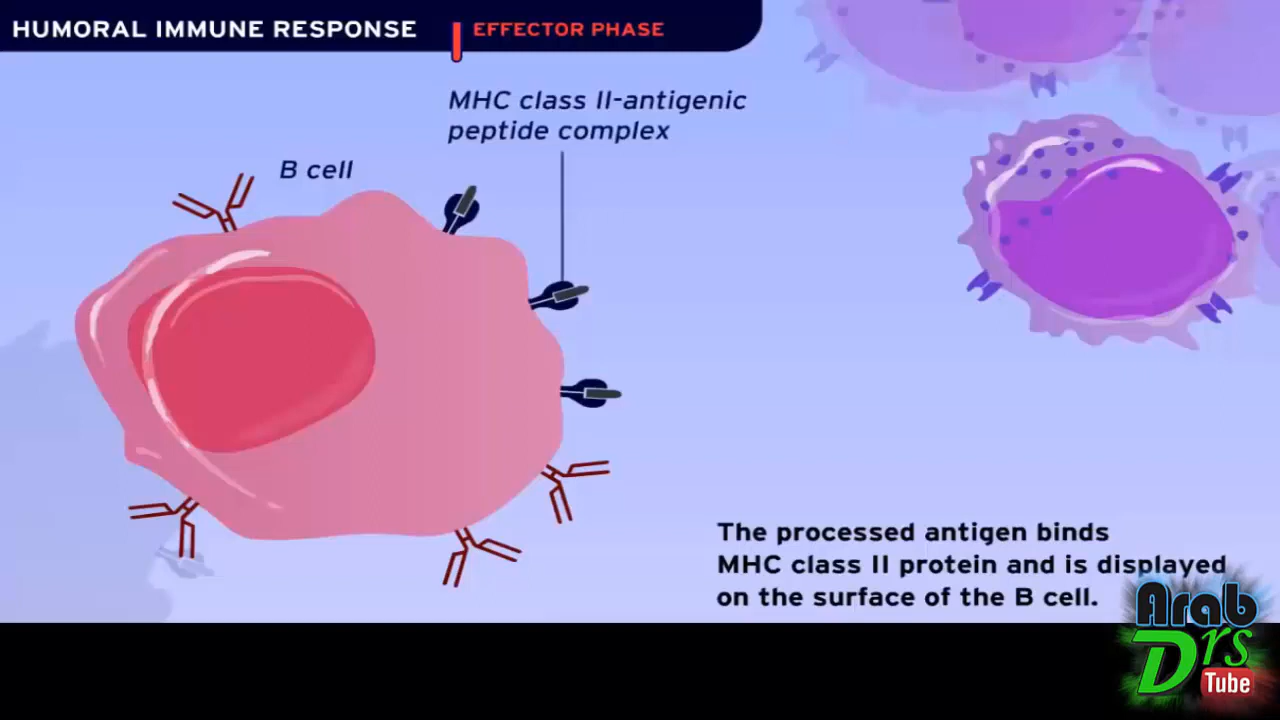 HUMORAL IMMUNE RESPONSE
EFFECTOR PHASE
MHC class II-antigenic
peptide complex
B cell
The processed antigen binds
MHC class II protein and is displayed
on the surface of the B cell.
Arab
Drs
Tube